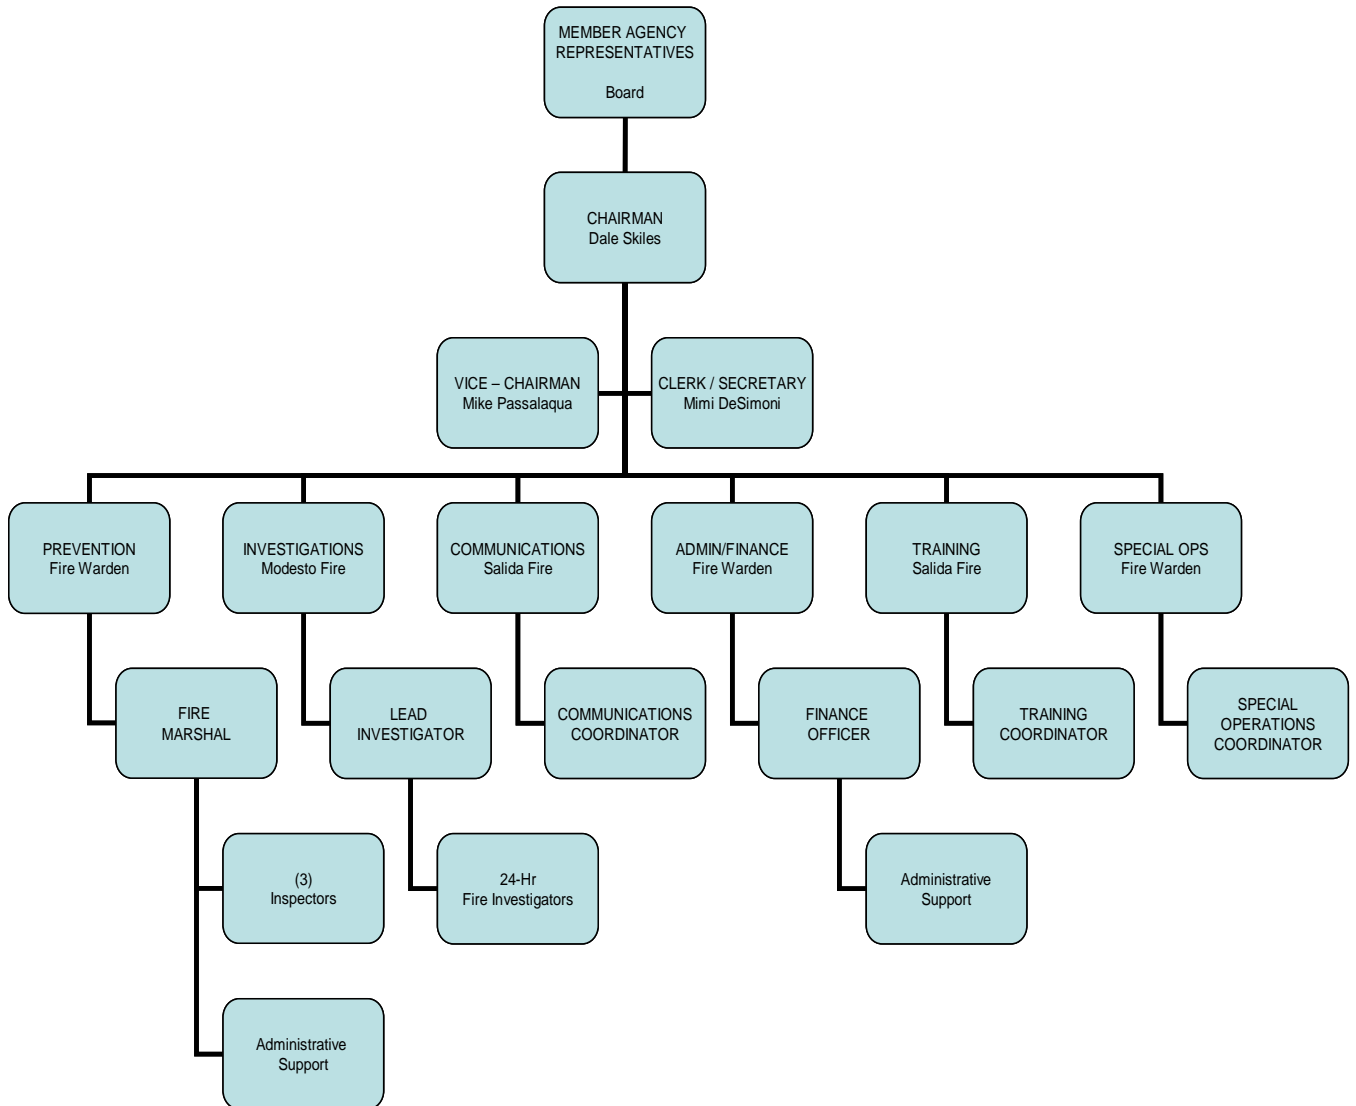 MEMBER AGENCY
REPRESENTATIVES
Board
CHAIRMAN
Dale Skiles
VICE – CHAIRMAN
Mike Passalaqua
CLERK / SECRETARY
Mimi DeSimoni
PREVENTION
Fire Warden
INVESTIGATIONS
Modesto Fire
COMMUNICATIONS
Salida Fire
ADMIN/FINANCE
Fire Warden
TRAINING
Salida Fire
SPECIAL OPS
Fire Warden
FIRE
MARSHAL
LEAD
INVESTIGATOR
COMMUNICATIONS
COORDINATOR
FINANCE
OFFICER
TRAINING
COORDINATOR
SPECIAL
OPERATIONS
COORDINATOR
(3)
Inspectors
24-Hr
Fire Investigators
Administrative
Support
Administrative
Support